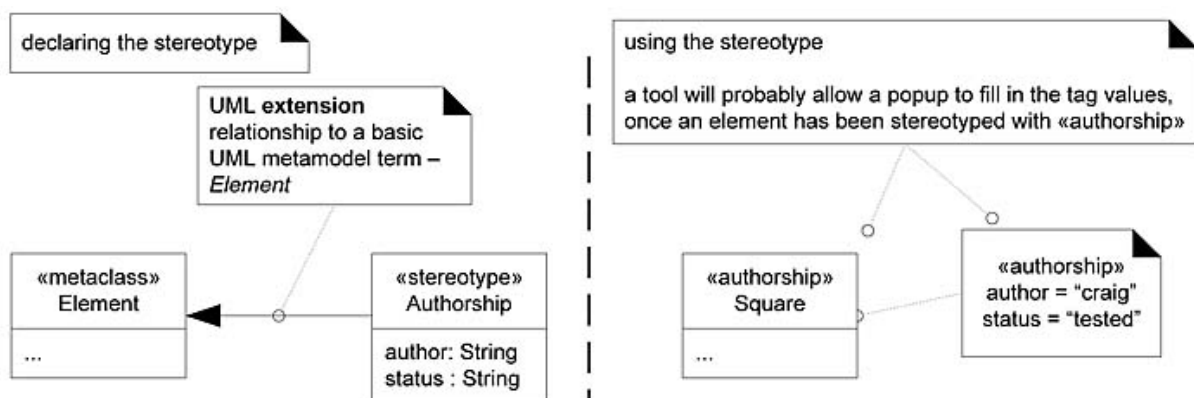 declaring the stereotype
UML extension
relationship to a basic
UML metamodel term –
Element
«metaclass»
Element
...
«stereotype»
Authorship
author: String
status : String
using the stereotype
a tool will probably allow a popup to fill in the tag values,
once an element has been stereotyped with «authorship»
«authorship»
Square
...
«authorship»
author = “craig”
status = “tested”